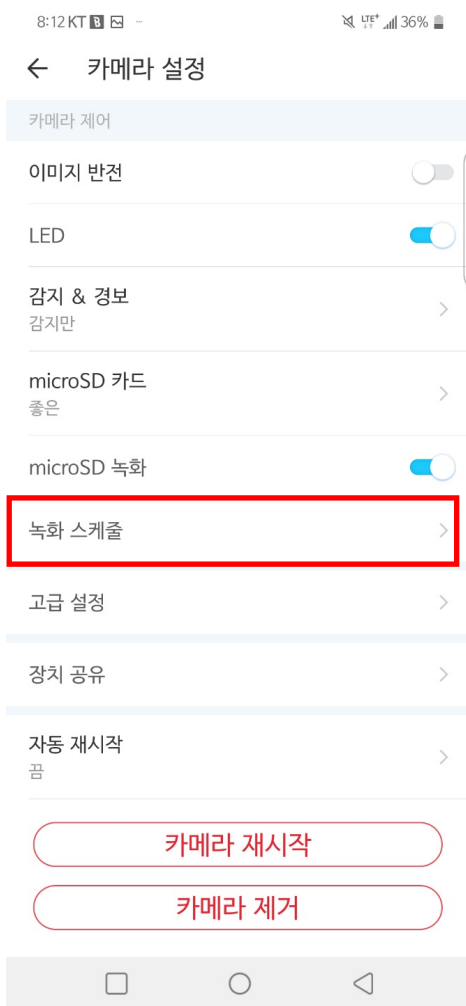 8:12 KT B
LTE+ 36%
카메라 설정
카메라 제어
이미지 반전
LED
감지 & 경보
감지만
microSD 카드
좋은
microSD 녹화
녹화 스케줄
고급 설정
장치 공유
자동 재시작
끔
카메라 재시작
카메라 제거